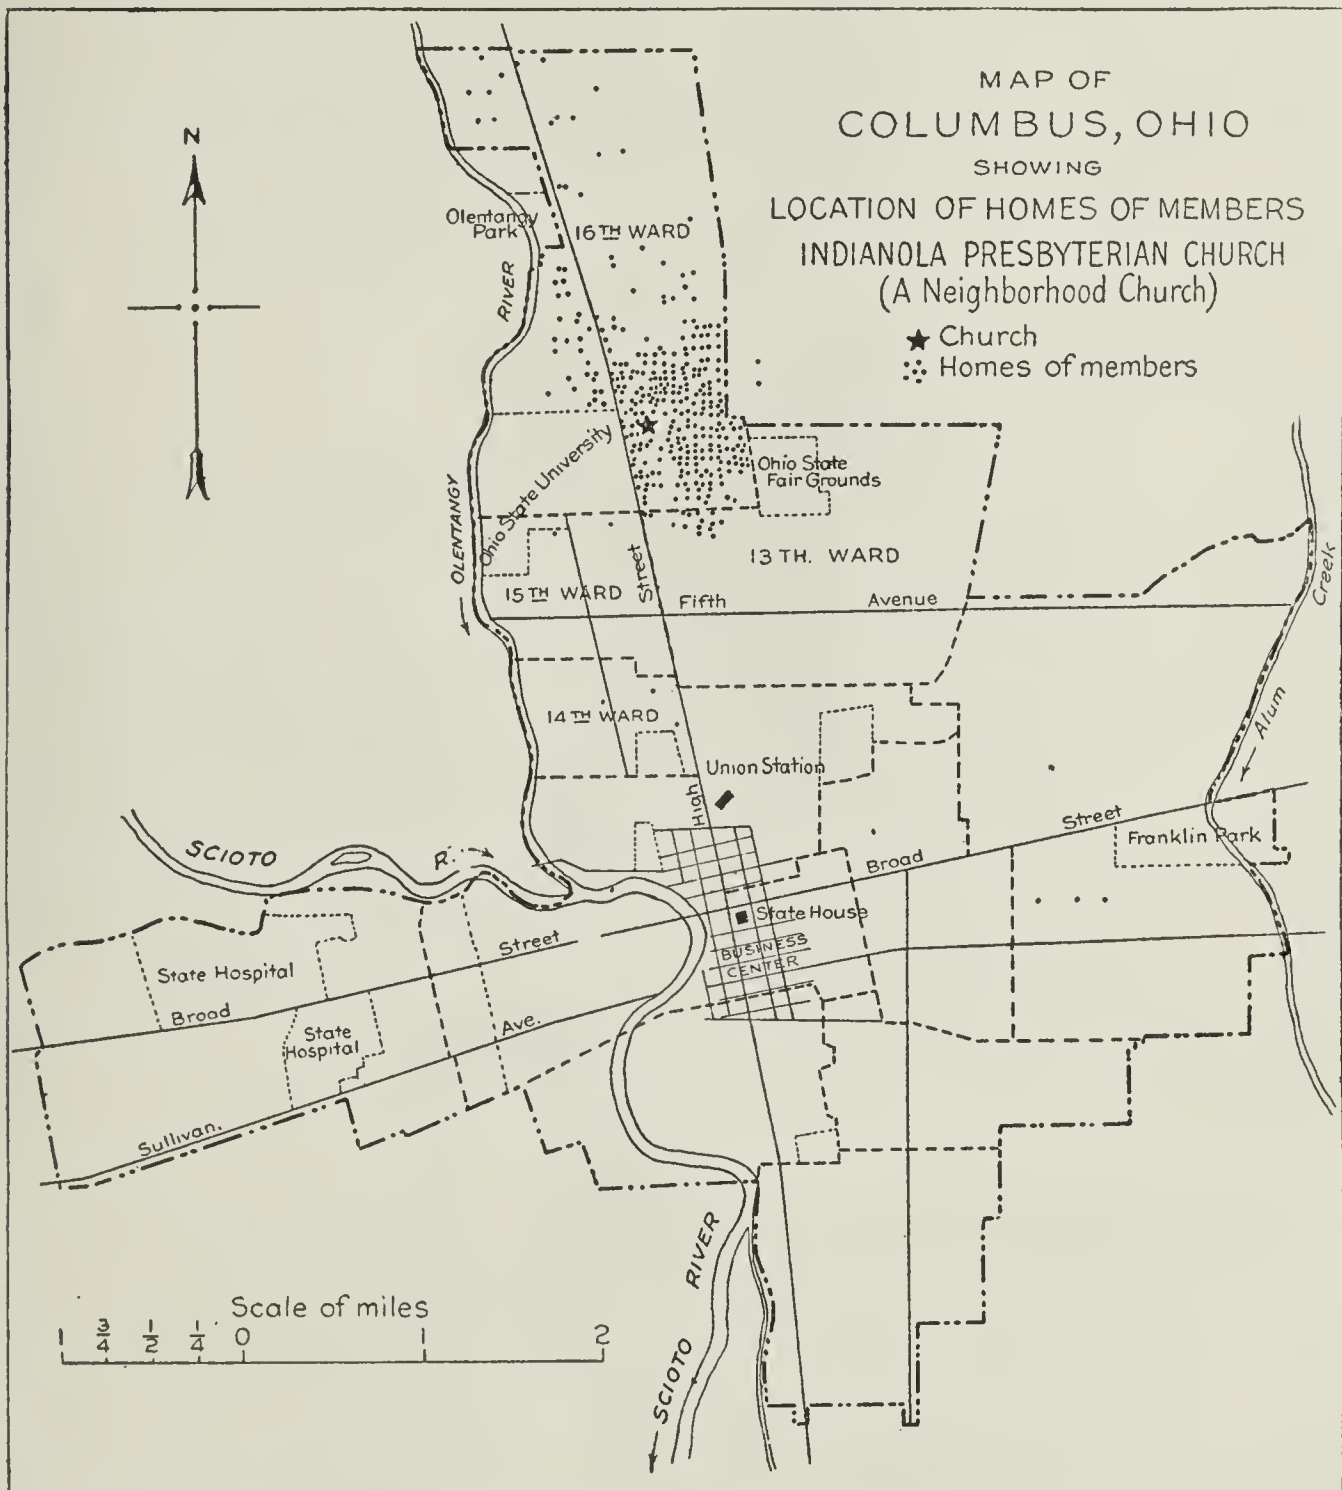 MAP OF
COLUMBUS, OHIO
SHOWING
LOCATION OF HOMES OF MEMBERS
INDIANOLA PRESBYTERIAN CHURCH
(A Neighborhood Church)
★ Church
Homes of members
N
Olentangy
Park
16TH WARD
RIVER
Ohio State University
OLENTANGY
Ohio State
Fair Grounds
13TH. WARD
15TH WARD
Street
Fifth Avenue
Creek
Alum
14TH WARD
Union Station
High
Street
Franklin Park
SCIOTO R.
Broad
State House
Street
BUSINESS
CENTER
State Hospital
Broad
Ave.
State
Hospital
Sullivan.
RIVER
SCIOTO
Scale of miles
1 3/4 1/2 1/4 0 1 2